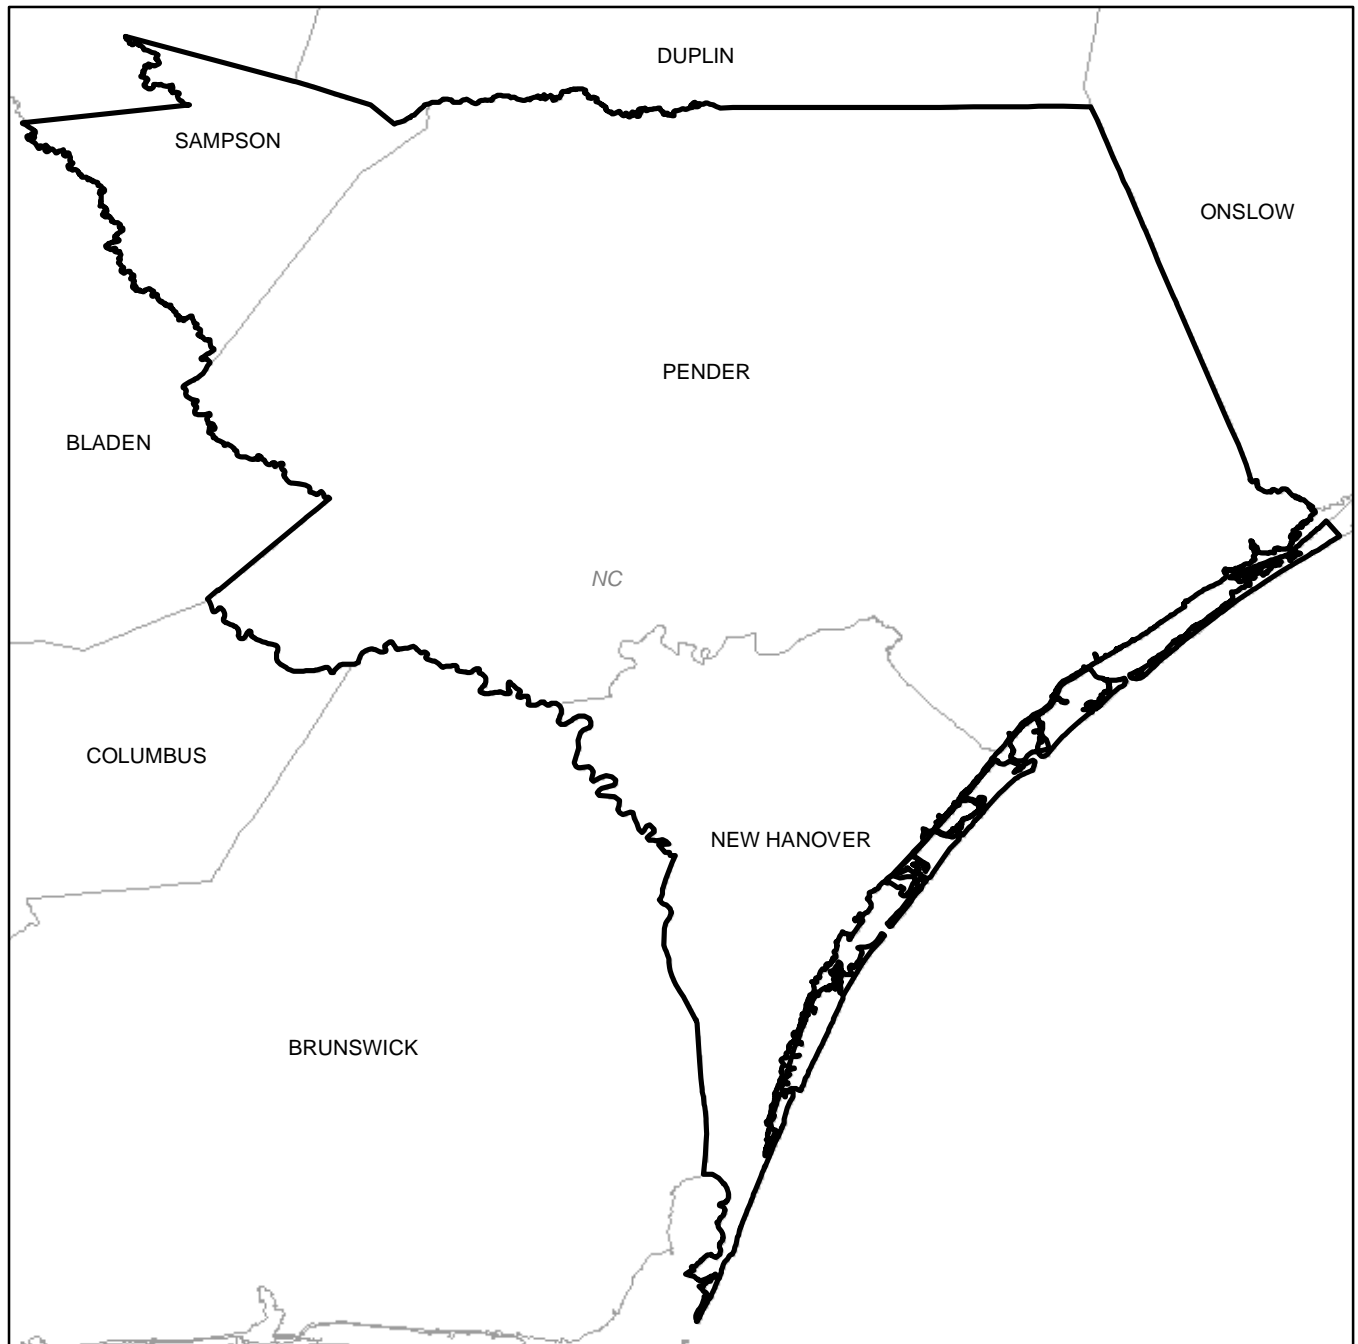 DUPLIN
SAMPSON
ONSLOW
PENDER
BLADEN
NC
COLUMBUS
NEW HANOVER
BRUNSWICK